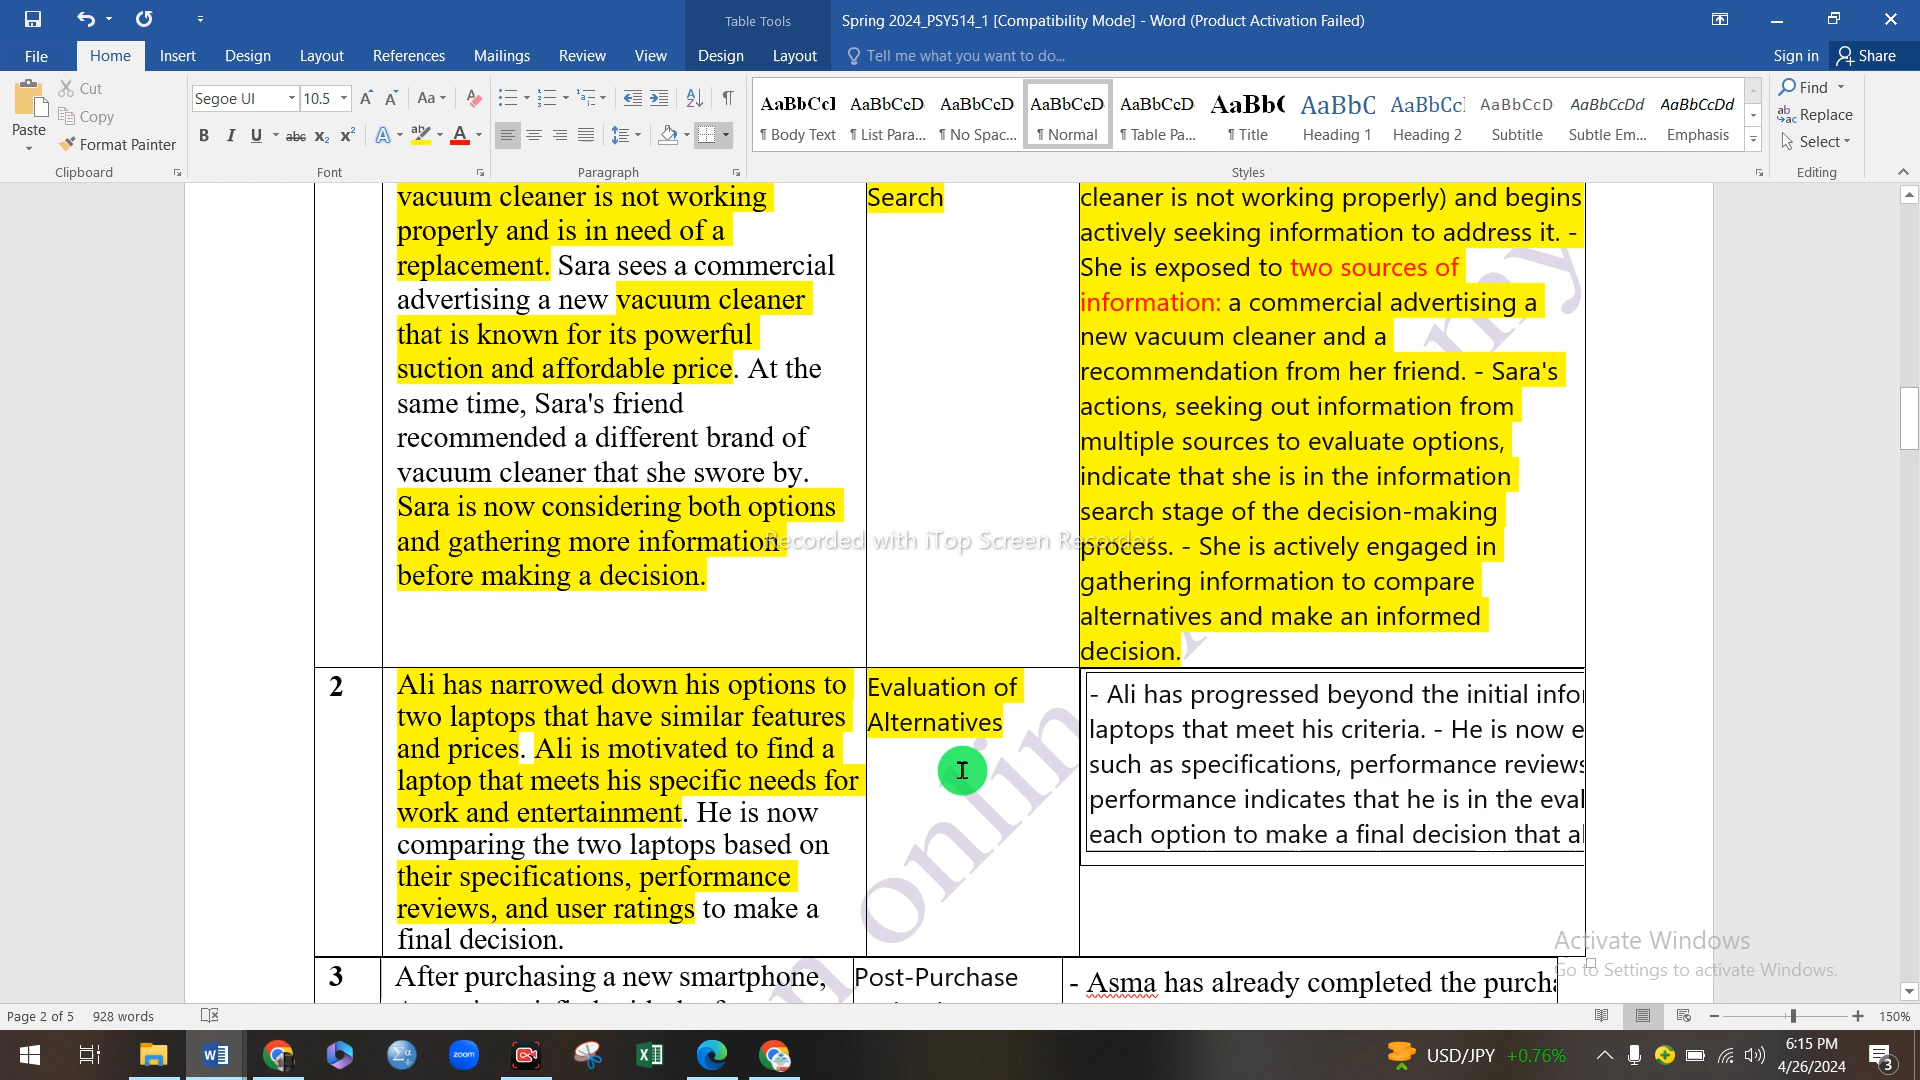 Table Tools
Spring 2024_PSY514_1 [Compatibility Mode] - Word (Product Activation Failed)
File Home Insert Design Layout References Mailings Review View Design Layout Tell me what you want to do... Sign in Share
Paste
Cut
Copy
Format Painter
Clipboard
Segoe UI 10.5
Font
Paragraph
AaBbCcI AaBbCcD AaBbCcD AaBbCcD AaBbCcD AaBb( AaBbC AaBbCc AaBbCcD AaBbCcDd AaBbCcDd
¶ Body Text ¶ List Para... ¶ No Spac... ¶ Normal ¶ Table Pa... ¶ Title Heading 1 Heading 2 Subtitle Subtle Em... Emphasis
Styles
Find
Replace
Select
Editing
vacuum cleaner is not working
properly and is in need of a
replacement. Sara sees a commercial
advertising a new vacuum cleaner
that is known for its powerful
suction and affordable price. At the
same time, Sara's friend
recommended a different brand of
vacuum cleaner that she swore by.
Sara is now considering both options
and gathering more information
before making a decision.
Search
cleaner is not working properly) and begins
actively seeking information to address it. -
She is exposed to two sources of
information: a commercial advertising a
new vacuum cleaner and a
recommendation from her friend. - Sara's
actions, seeking out information from
multiple sources to evaluate options,
indicate that she is in the information
search stage of the decision-making
process. - She is actively engaged in
gathering information to compare
alternatives and make an informed
decision.
Recorded with iTop Screen Recorder
2
Ali has narrowed down his options to
two laptops that have similar features
and prices. Ali is motivated to find a
laptop that meets his specific needs for
work and entertainment. He is now
comparing the two laptops based on
their specifications, performance
reviews, and user ratings to make a
final decision.
Evaluation of
Alternatives
- Ali has progressed beyond the initial infor
laptops that meet his criteria. - He is now e
such as specifications, performance reviews
performance indicates that he is in the eval
each option to make a final decision that al
onlin
3
After purchasing a new smartphone,
Post-Purchase
- Asma has already completed the purcha
Activate Windows
Go to Settings to activate Windows.
Page 2 of 5 928 words 150%
zoom
USD/JPY +0.76%
6:15 PM
4/26/2024
3